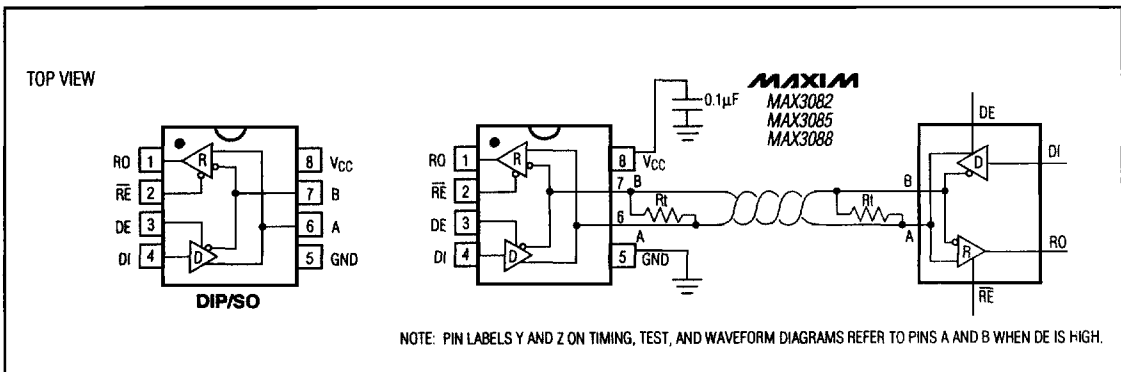 TOP VIEW
RO 1
RE 2
DE 3
DI 4
8 VCC
7 B
6 A
5 GND
R
D
DIP/SO
RO 1
RE 2
DE 3
DI 4
R
D
8 VCC
7 B
6 A
5 GND
0.1µF
Rt
MAXIM
MAX3082
MAX3085
MAX3088
Rt
B
A
DE
D
DI
R
RO
RE
NOTE: PIN LABELS Y AND Z ON TIMING, TEST, AND WAVEFORM DIAGRAMS REFER TO PINS A AND B WHEN DE IS HIGH.